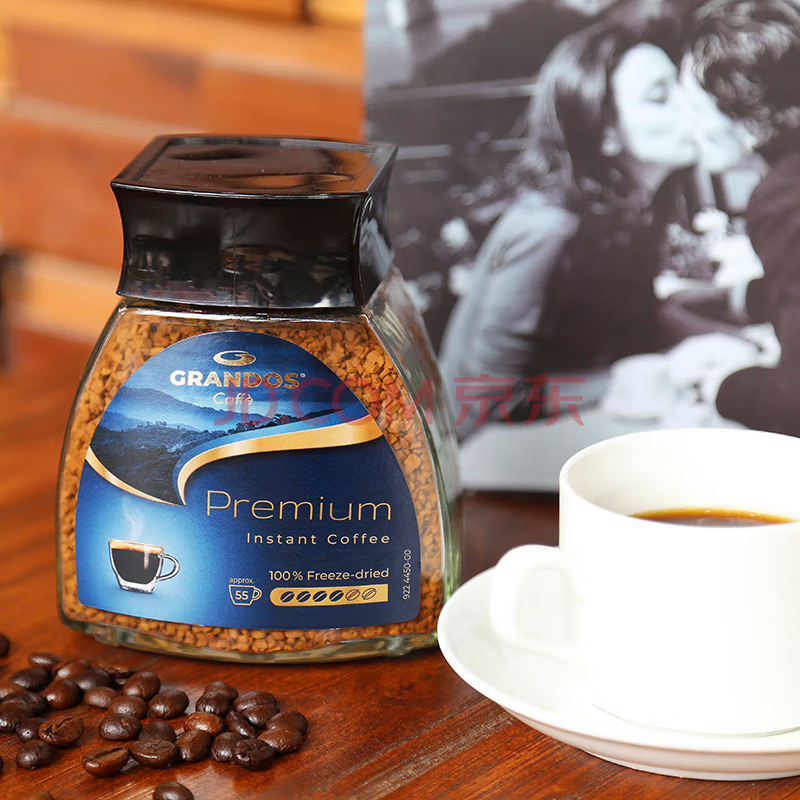 GRANDOS®
Caffè
JD.COM 京东
Premium
Instant Coffee
100% Freeze-dried
approx.
55
922 4450-00